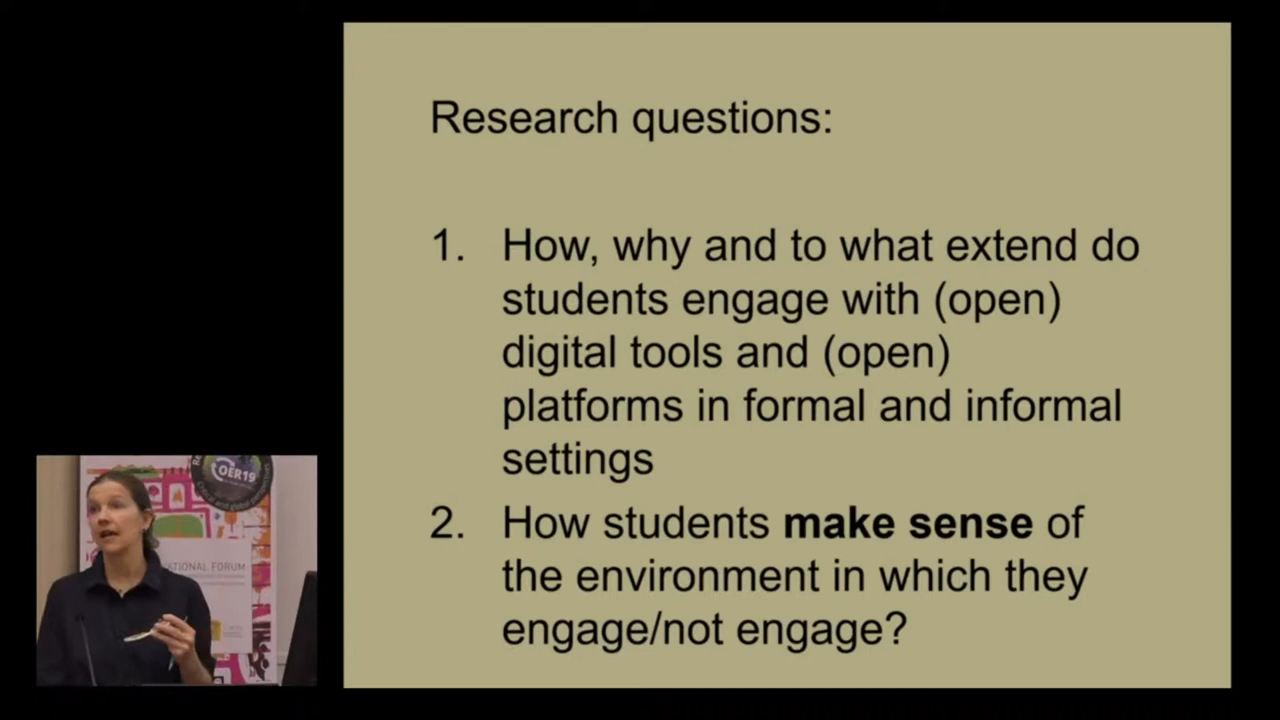 Research questions:
1. How, why and to what extend do
students engage with (open)
digital tools and (open)
platforms in formal and informal
settings
2. How students make sense of
the environment in which they
engage/not engage?
OER19
ATIONAL FORUM